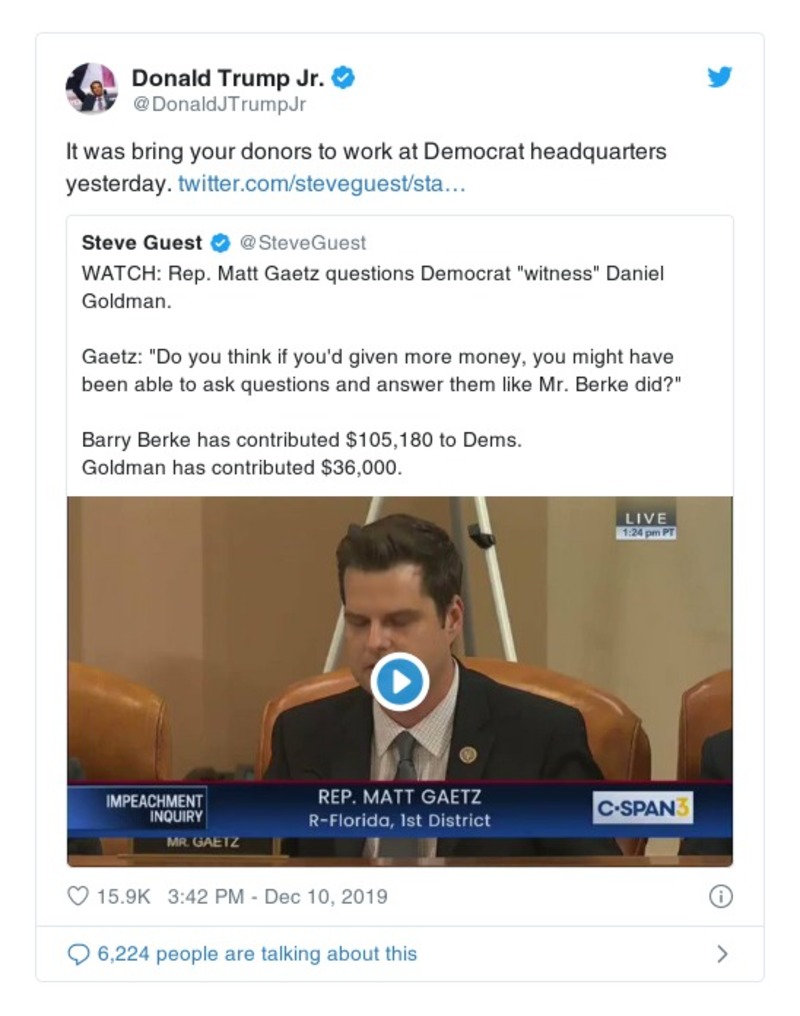 Donald Trump Jr.
@DonaldJTrumpJr
It was bring your donors to work at Democrat headquarters
yesterday. twitter.com/steveguest/sta…
Steve Guest @SteveGuest
WATCH: Rep. Matt Gaetz questions Democrat "witness" Daniel
Goldman.
Gaetz: "Do you think if you'd given more money, you might have
been able to ask questions and answer them like Mr. Berke did?"
Barry Berke has contributed $105,180 to Dems.
Goldman has contributed $36,000.
LIVE
1:24 pm PT
IMPEACHMENT
INQUIRY
REP. MATT GAETZ
R-Florida, 1st District
C·SPAN3
MR. GAETZ
15.9K 3:42 PM - Dec 10, 2019
6,224 people are talking about this